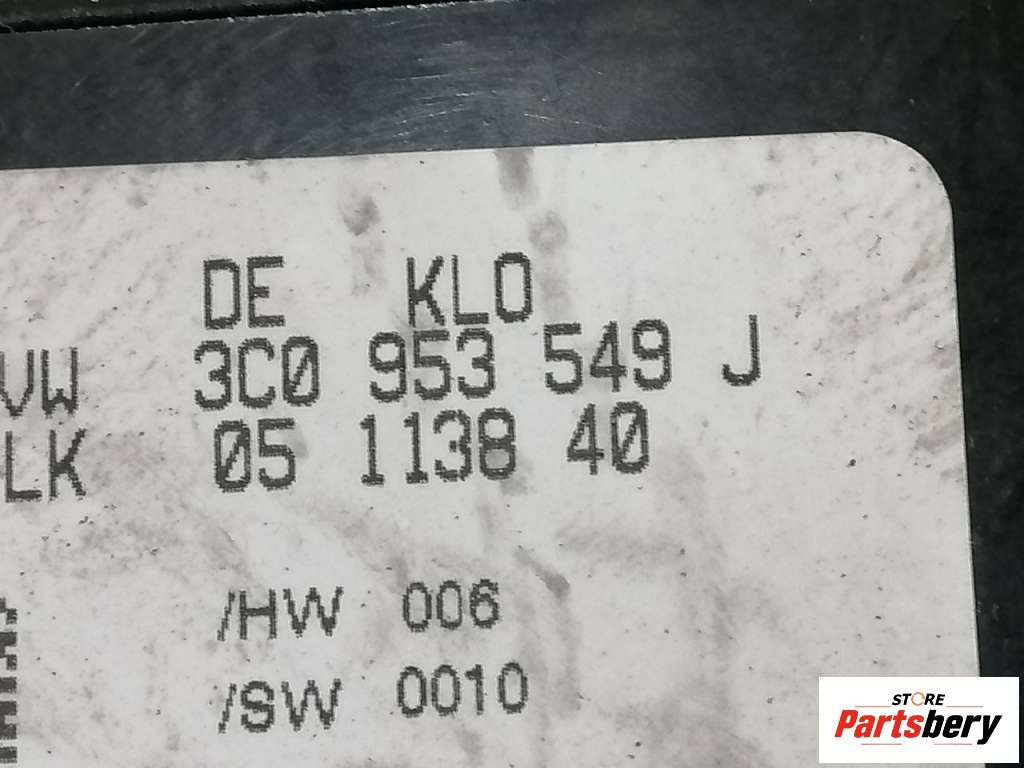 DE KLO
VW 3C0 953 549 J
LK 05 1138 40
/HW 006
/SW 0010
STORE
Partsbery